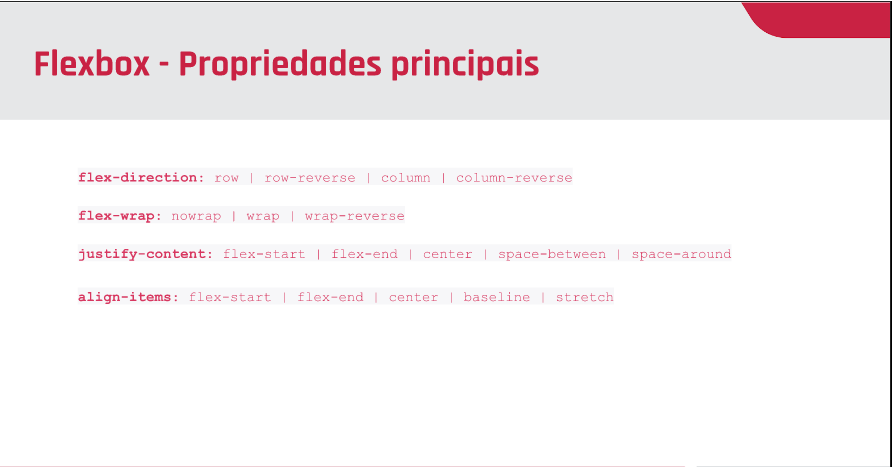 Flexbox - Propriedades principais
flex-direction: row | row-reverse | column | column-reverse
flex-wrap: nowrap | wrap | wrap-reverse
justify-content: flex-start | flex-end | center | space-between | space-around
align-items: flex-start | flex-end | center | baseline | stretch